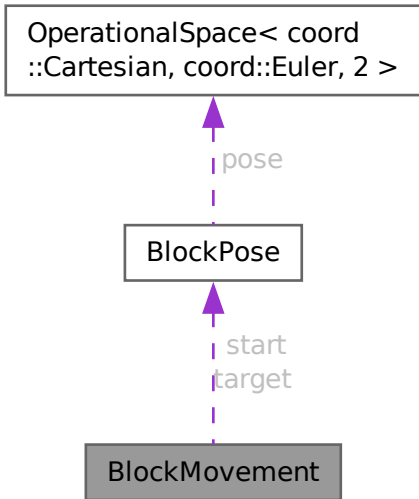 OperationalSpace< coord
::Cartesian, coord::Euler, 2 >
pose
BlockPose
start
target
BlockMovement